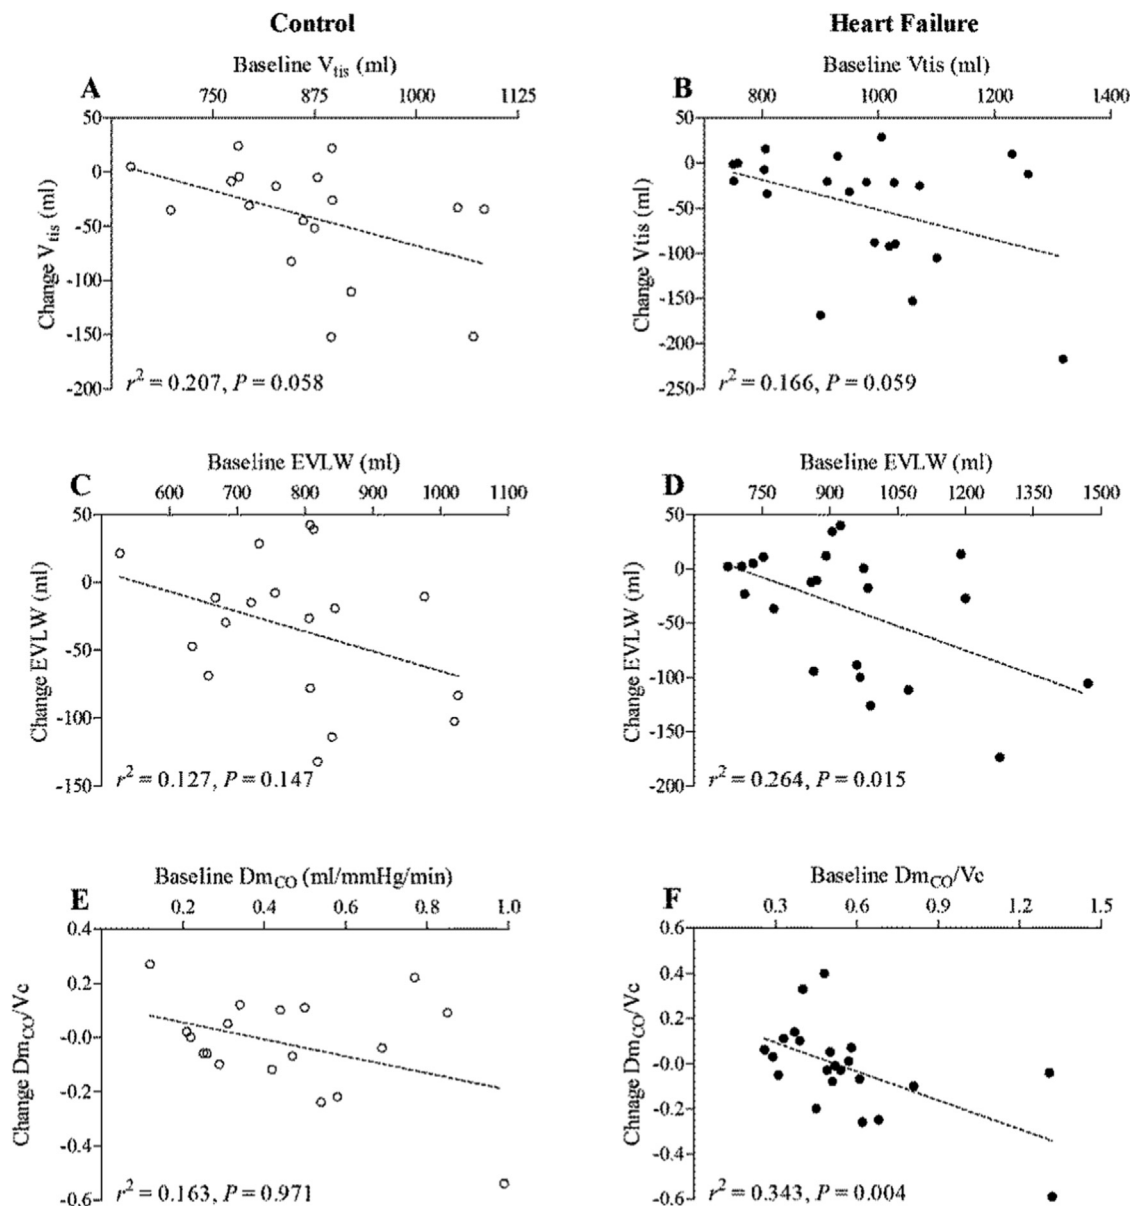 Control
Heart Failure
Baseline Vtis (ml)
A
750 875 1000 1125
50
0
-50
-100
-150
-200
Change Vtis (ml)
r2 = 0.207, P = 0.058
Baseline Vtis (ml)
B
800 1000 1200 1400
50
0
-50
-100
-150
-200
-250
Change Vtis (ml)
r2 = 0.166, P = 0.059
Baseline EVLW (ml)
C
600 700 800 900 1000 1100
50
0
-50
-100
-150
Change EVLW (ml)
r2 = 0.127, P = 0.147
Baseline EVLW (ml)
D
750 900 1050 1200 1350 1500
50
0
-50
-100
-150
-200
Change EVLW (ml)
r2 = 0.264, P = 0.015
Baseline DmCO (ml/mmHg/min)
E
0.2 0.4 0.6 0.8 1.0
0.4
0.2
-0.0
-0.2
-0.4
-0.6
Change DmCO/Vc
r2 = 0.163, P = 0.971
Baseline DmCO/Vc
F
0.3 0.6 0.9 1.2 1.5
0.6
0.4
0.2
-0.0
-0.2
-0.4
-0.6
Chnage DmCO/Vc
r2 = 0.343, P = 0.004